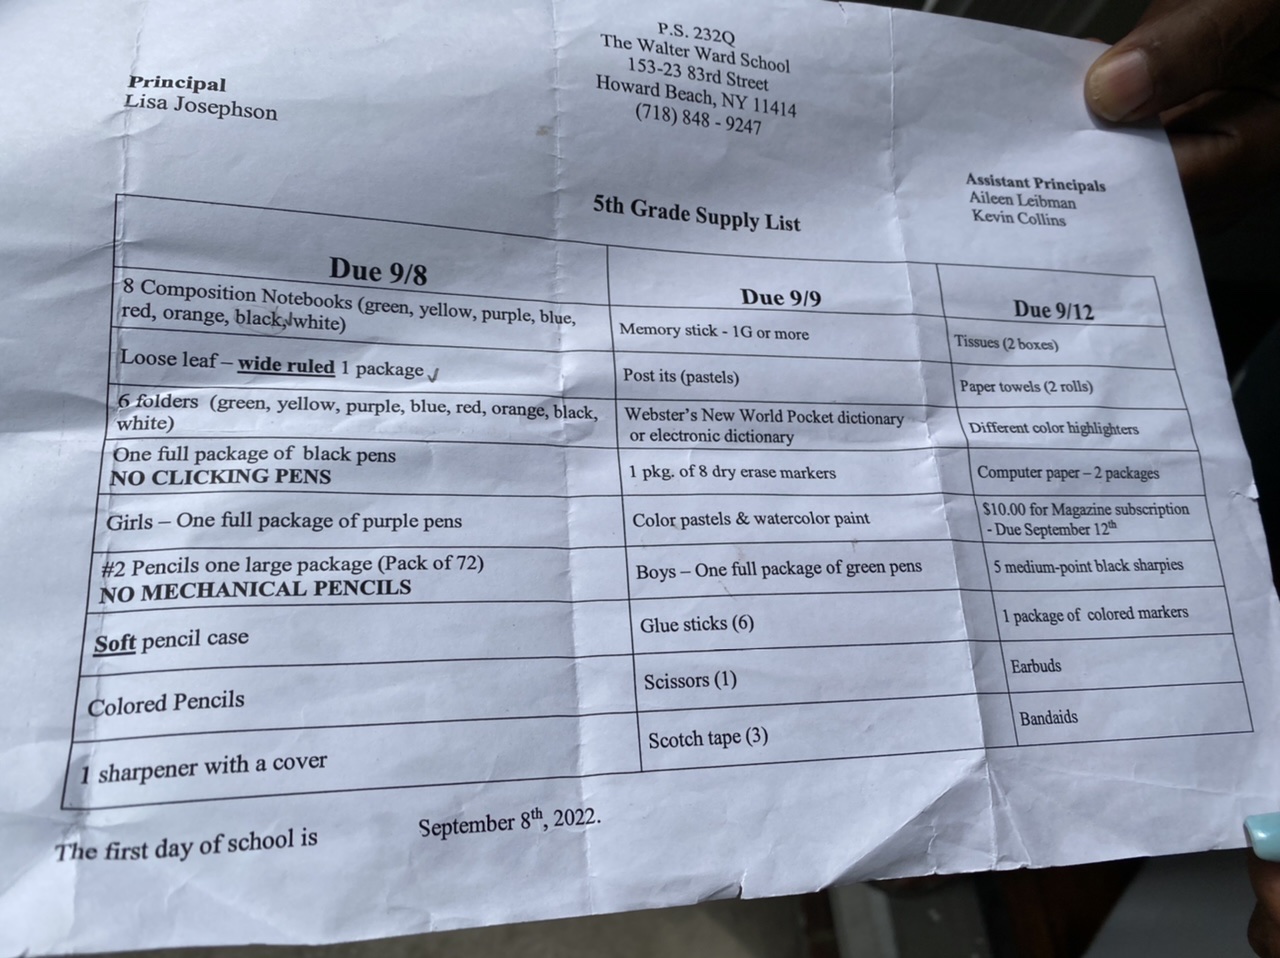 P.S. 232Q
The Walter Ward School
153-23 83rd Street
Howard Beach, NY 11414
(718) 848 - 9247
Principal
Lisa Josephson
Assistant Principals
Aileen Leibman
Kevin Collins
5th Grade Supply List
Due 9/8
8 Composition Notebooks (green, yellow, purple, blue,
red, orange, black, white)
Loose leaf – wide ruled 1 package
6 folders (green, yellow, purple, blue, red, orange, black,
white)
One full package of black pens
NO CLICKING PENS
Girls – One full package of purple pens
#2 Pencils one large package (Pack of 72)
NO MECHANICAL PENCILS
Soft pencil case
Colored Pencils
1 sharpener with a cover
Due 9/9
Memory stick - 1G or more
Post its (pastels)
Webster's New World Pocket dictionary
or electronic dictionary
1 pkg. of 8 dry erase markers
Color pastels & watercolor paint
Boys – One full package of green pens
Glue sticks (6)
Scissors (1)
Scotch tape (3)
Due 9/12
Tissues (2 boxes)
Paper towels (2 rolls)
Different color highlighters
Computer paper – 2 packages
$10.00 for Magazine subscription
- Due September 12th
5 medium-point black sharpies
1 package of colored markers
Earbuds
Bandaids
The first day of school is September 8th, 2022.